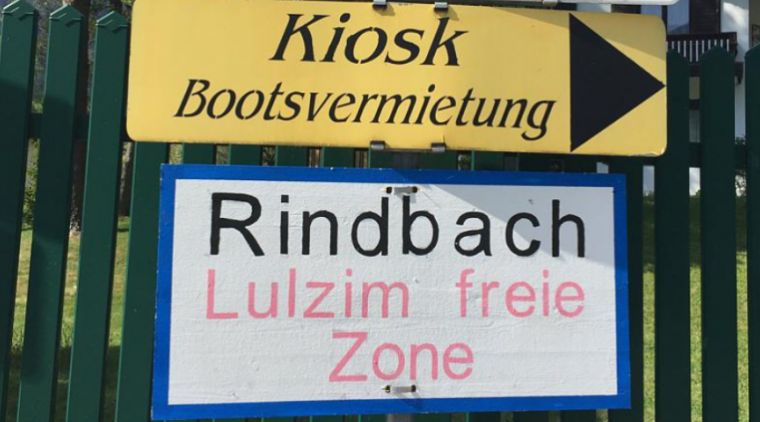 Kiosk
Bootsvermietung
Rindbach
Lulzim freie
Zone